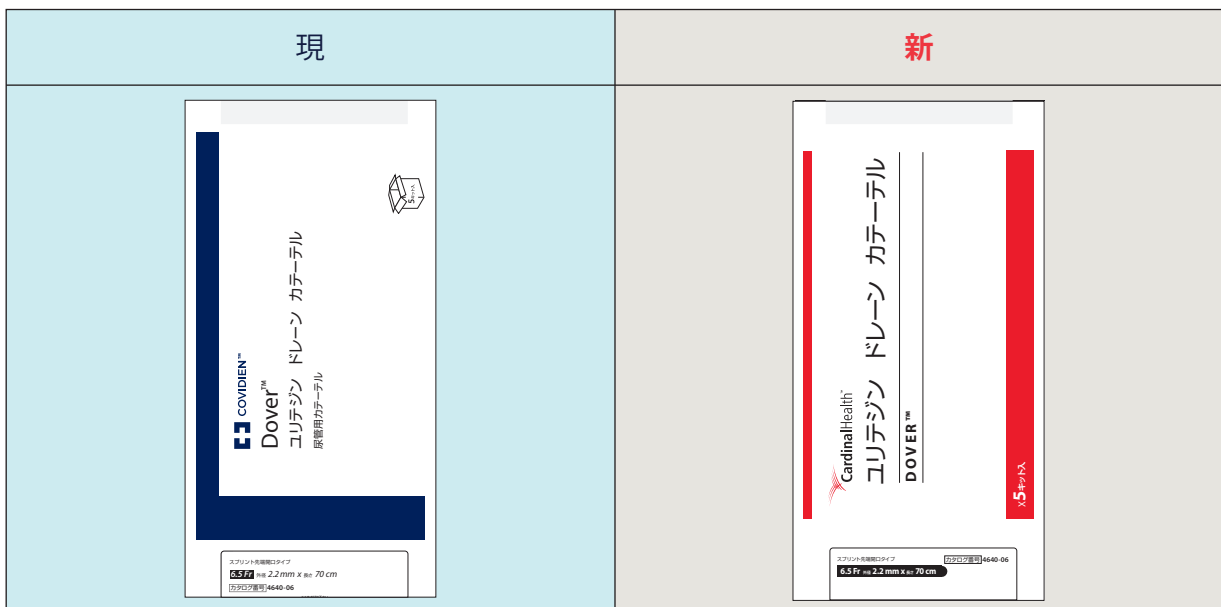 現
新
5キット入
COVIDIEN™
Dover™
ユリテジン ドレーン カテーテル
尿管用カテーテル
スプリント先端開口タイプ
6.5 Fr 外径 2.2 mm x 長さ 70 cm
カタログ番号 4640-06
CardinalHealth™
ユリテジン ドレーン カテーテル
DOVER™
x5キット入
スプリント先端開口タイプ
カタログ番号 4640-06
6.5 Fr 外径 2.2 mm x 長さ 70 cm